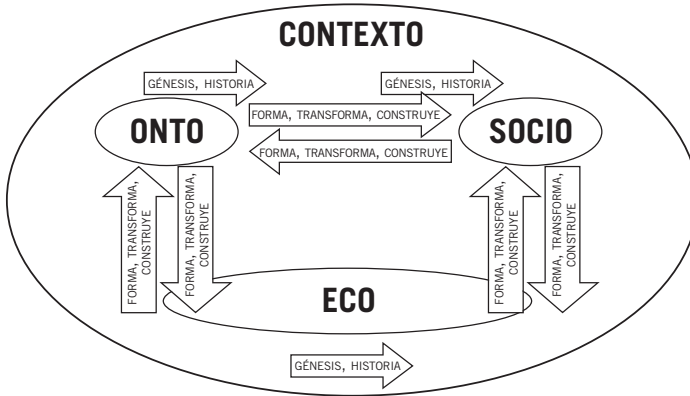 CONTEXTO
GÉNESIS, HISTORIA
GÉNESIS, HISTORIA
ONTO
FORMA, TRANSFORMA, CONSTRUYE
SOCIO
FORMA, TRANSFORMA, CONSTRUYE
FORMA, TRANSFORMA,
CONSTRUYE
FORMA, TRANSFORMA,
CONSTRUYE
FORMA, TRANSFORMA,
CONSTRUYE
FORMA, TRANSFORMA,
CONSTRUYE
ECO
GÉNESIS, HISTORIA